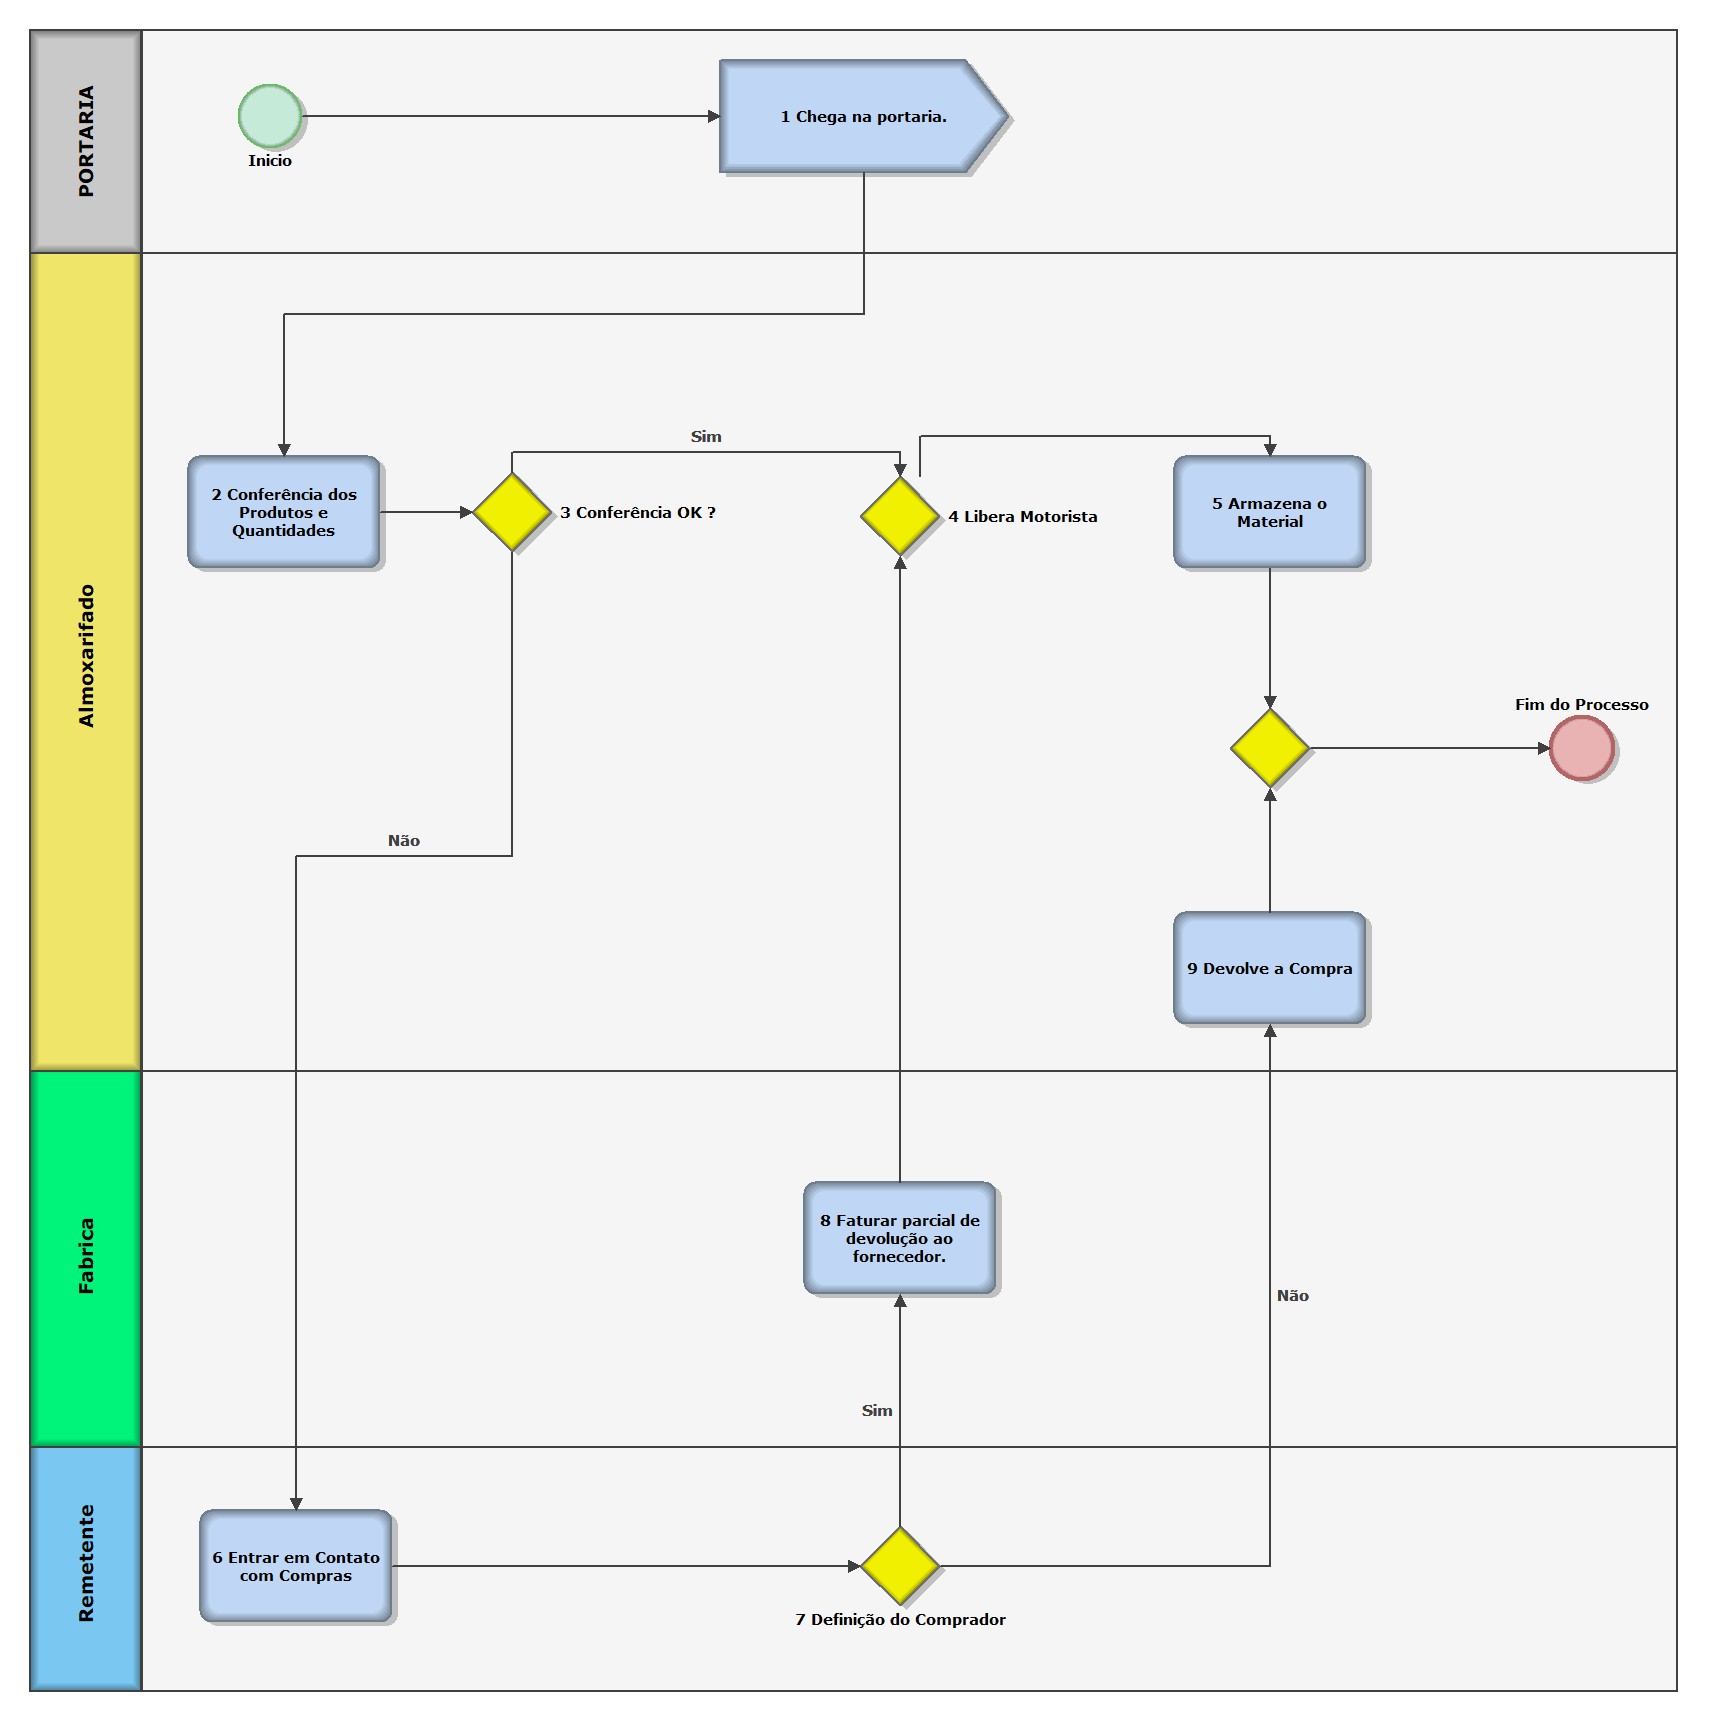 PORTARIA
Inicio
1 Chega na portaria.
Almoxarifado
2 Conferência dos
Produtos e
Quantidades
3 Conferência OK ?
Sim
4 Libera Motorista
5 Armazena o
Material
Fim do Processo
Não
9 Devolve a Compra
Fabrica
8 Faturar parcial de
devolução ao
fornecedor.
Não
Sim
Remetente
6 Entrar em Contato
com Compras
7 Definição do Comprador